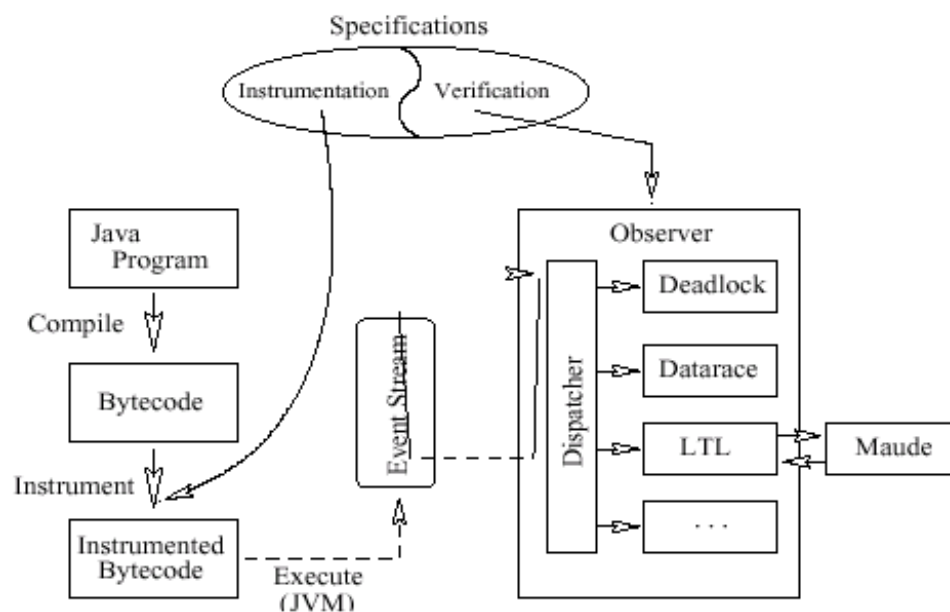 Specifications
Instrumentation
Verification
Java
Program
Compile
Bytecode
Instrument
Instrumented
Bytecode
Execute
(JVM)
Event Stream
Observer
Dispatcher
Deadlock
Datarace
LTL
. . .
Maude